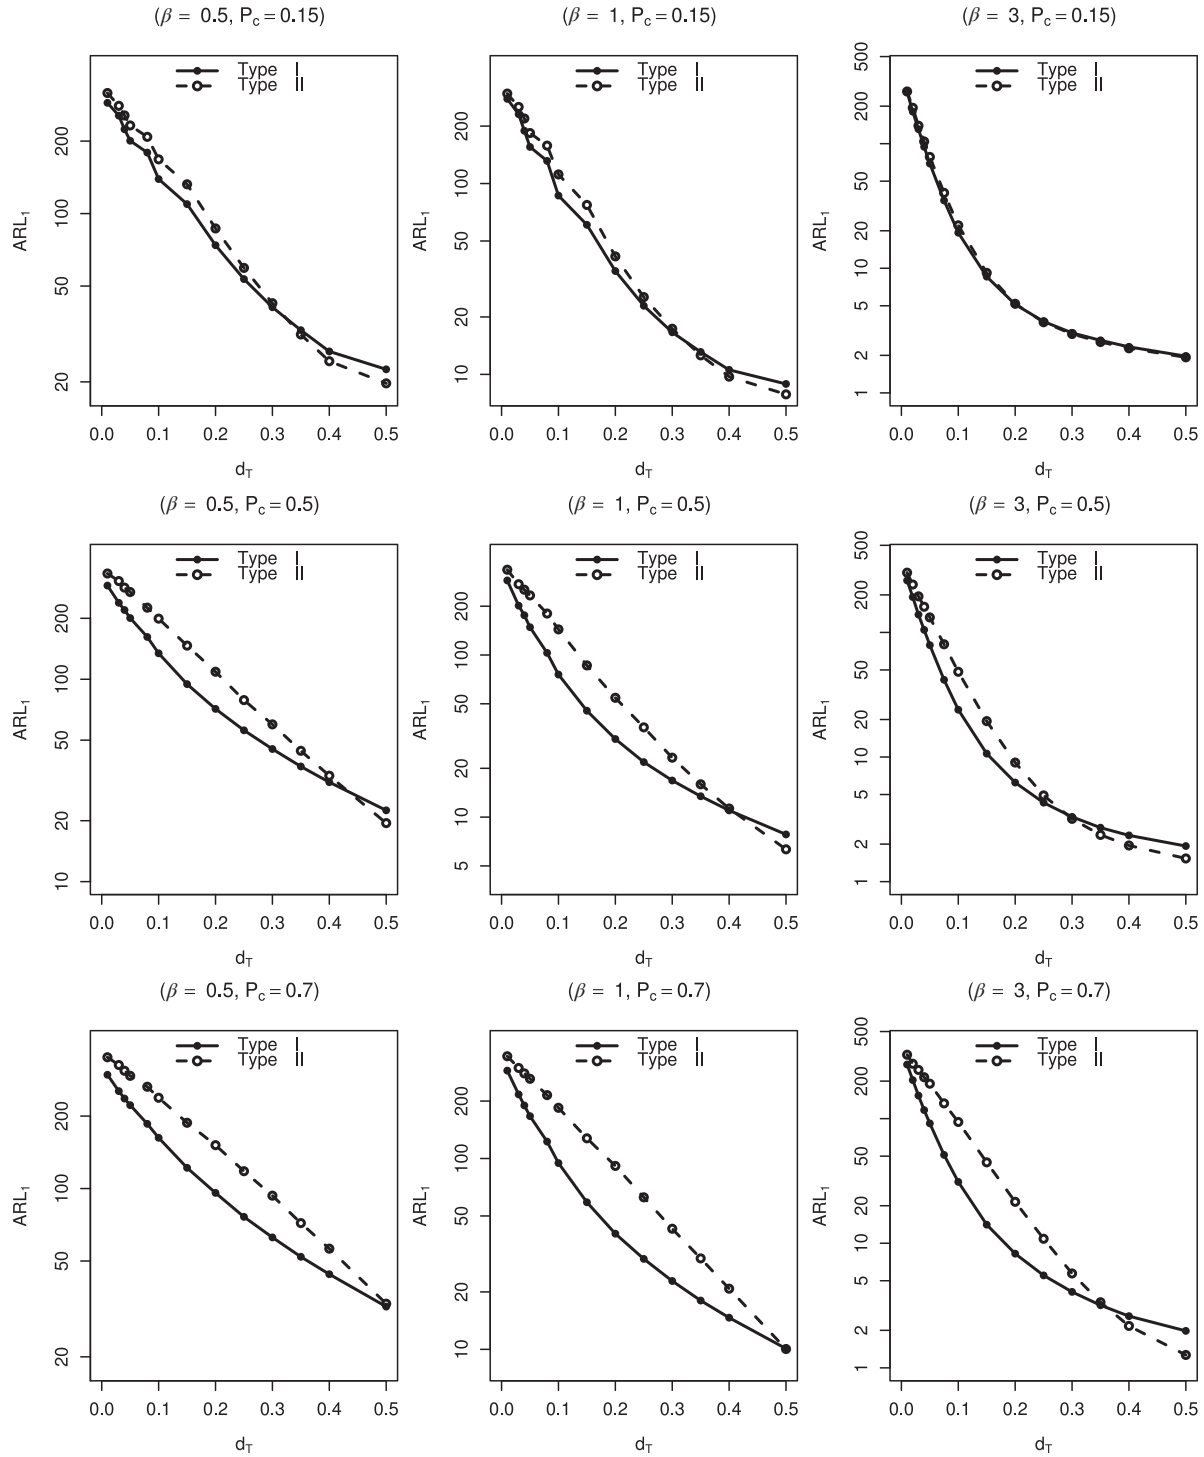 (β = 0.5, P_c = 0.15)
Type I
Type II
ARL₁
200
100
50
20
0.0 0.1 0.2 0.3 0.4 0.5
d_T
(β = 1, P_c = 0.15)
Type I
Type II
ARL₁
200
100
50
20
10
0.0 0.1 0.2 0.3 0.4 0.5
d_T
(β = 3, P_c = 0.15)
Type I
Type II
ARL₁
500
200
50
20
10
5
2
1
0.0 0.1 0.2 0.3 0.4 0.5
d_T
(β = 0.5, P_c = 0.5)
Type I
Type II
ARL₁
200
100
50
20
10
0.0 0.1 0.2 0.3 0.4 0.5
d_T
(β = 1, P_c = 0.5)
Type I
Type II
ARL₁
200
100
50
20
10
5
0.0 0.1 0.2 0.3 0.4 0.5
d_T
(β = 3, P_c = 0.5)
Type I
Type II
ARL₁
500
200
50
20
10
5
2
1
0.0 0.1 0.2 0.3 0.4 0.5
d_T
(β = 0.5, P_c = 0.7)
Type I
Type II
ARL₁
200
100
50
20
0.0 0.1 0.2 0.3 0.4 0.5
d_T
(β = 1, P_c = 0.7)
Type I
Type II
ARL₁
200
100
50
20
10
0.0 0.1 0.2 0.3 0.4 0.5
d_T
(β = 3, P_c = 0.7)
Type I
Type II
ARL₁
500
200
50
20
10
5
2
1
0.0 0.1 0.2 0.3 0.4 0.5
d_T